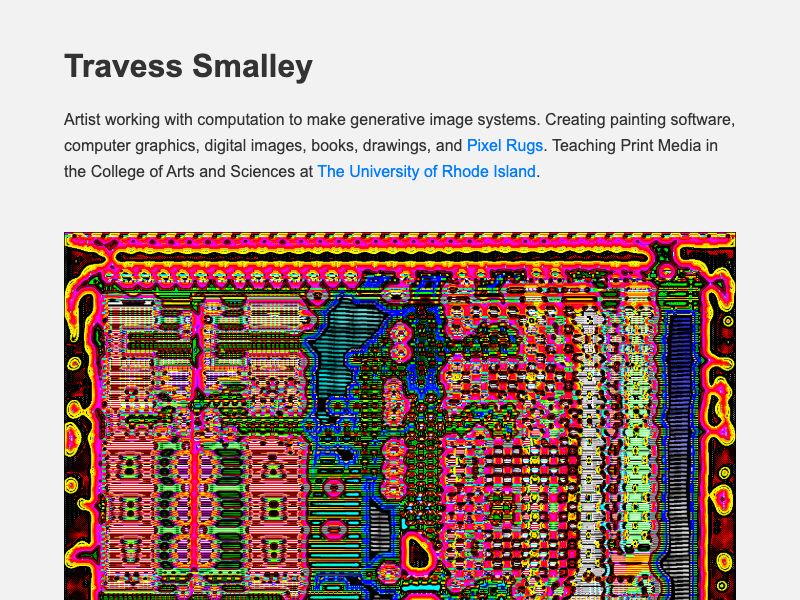 Travess Smalley
Artist working with computation to make generative image systems. Creating painting software,
computer graphics, digital images, books, drawings, and Pixel Rugs. Teaching Print Media in
the College of Arts and Sciences at The University of Rhode Island.